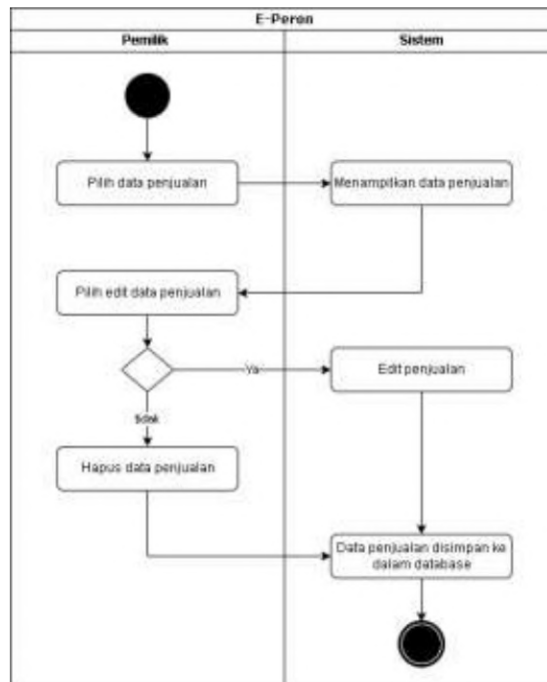 E-Peron
Pemilik
Sistem
Pilih data penjualan
Menampilkan data penjualan
Pilih edit data penjualan
Ya
Edit penjualan
tidak
Hapus data penjualan
Data penjualan disimpan ke
dalam database